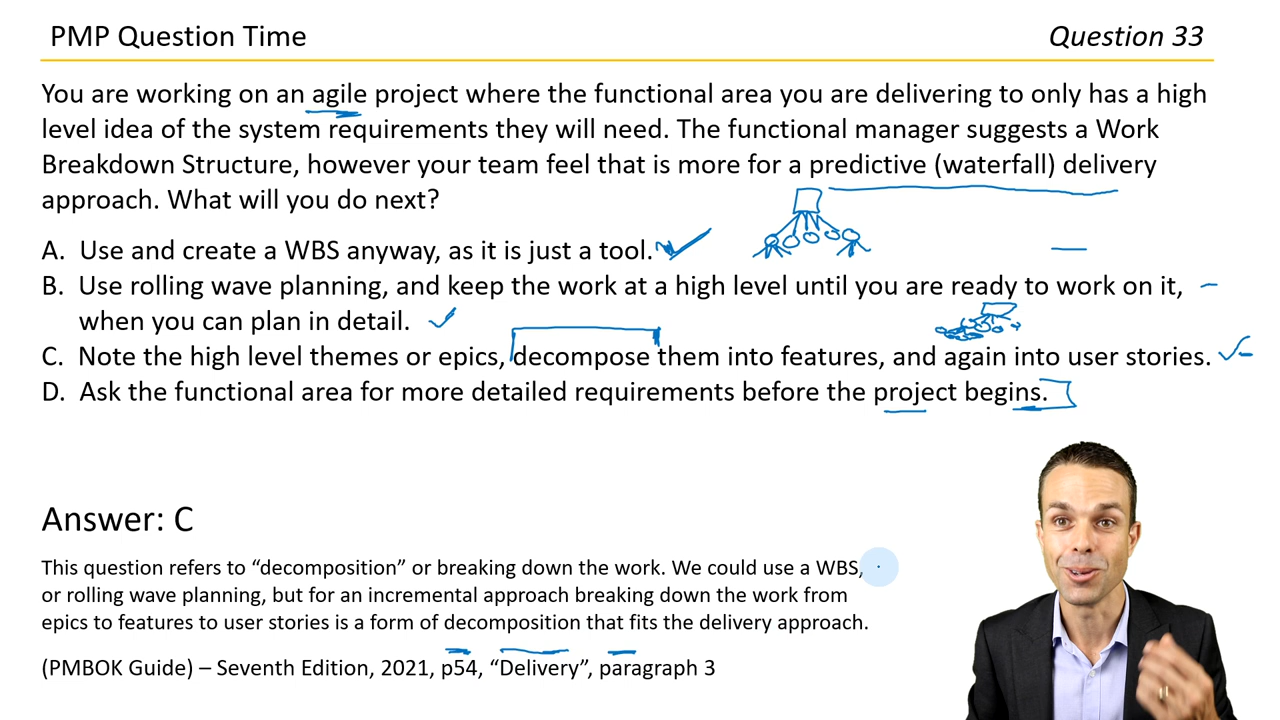 PMP Question Time
Question 33
You are working on an agile project where the functional area you are delivering to only has a high
level idea of the system requirements they will need. The functional manager suggests a Work
Breakdown Structure, however your team feel that is more for a predictive (waterfall) delivery
approach. What will you do next?
A. Use and create a WBS anyway, as it is just a tool.
B. Use rolling wave planning, and keep the work at a high level until you are ready to work on it,
when you can plan in detail.
C. Note the high level themes or epics, decompose them into features, and again into user stories.
D. Ask the functional area for more detailed requirements before the project begins.
Answer: C
This question refers to “decomposition” or breaking down the work. We could use a WBS,
or rolling wave planning, but for an incremental approach breaking down the work from
epics to features to user stories is a form of decomposition that fits the delivery approach.
(PMBOK Guide) – Seventh Edition, 2021, p54, “Delivery”, paragraph 3